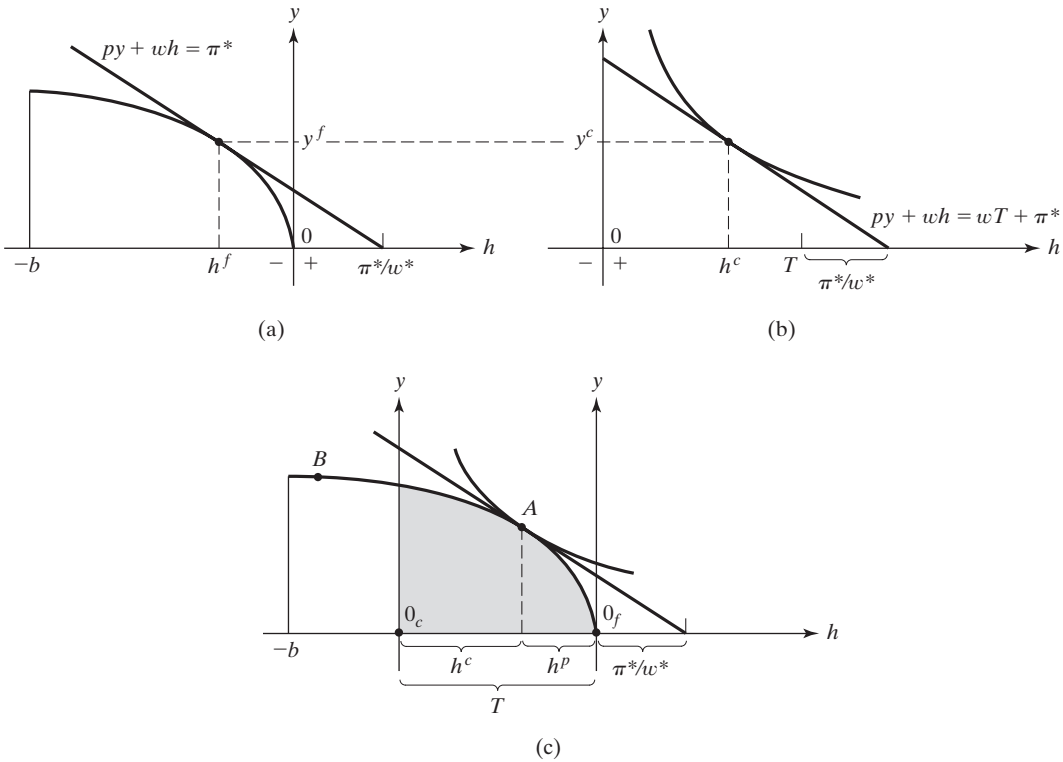 y
py + wh = π*
y^f
0
−b
h^f
− +
π*/w*
h
(a)
y
y^c
py + wh = wT + π*
0
− +
h^c
T
π*/w*
h
(b)
y
y
B
A
0_c
0_f
h
−b
h^c
h^p
π*/w*
T
(c)